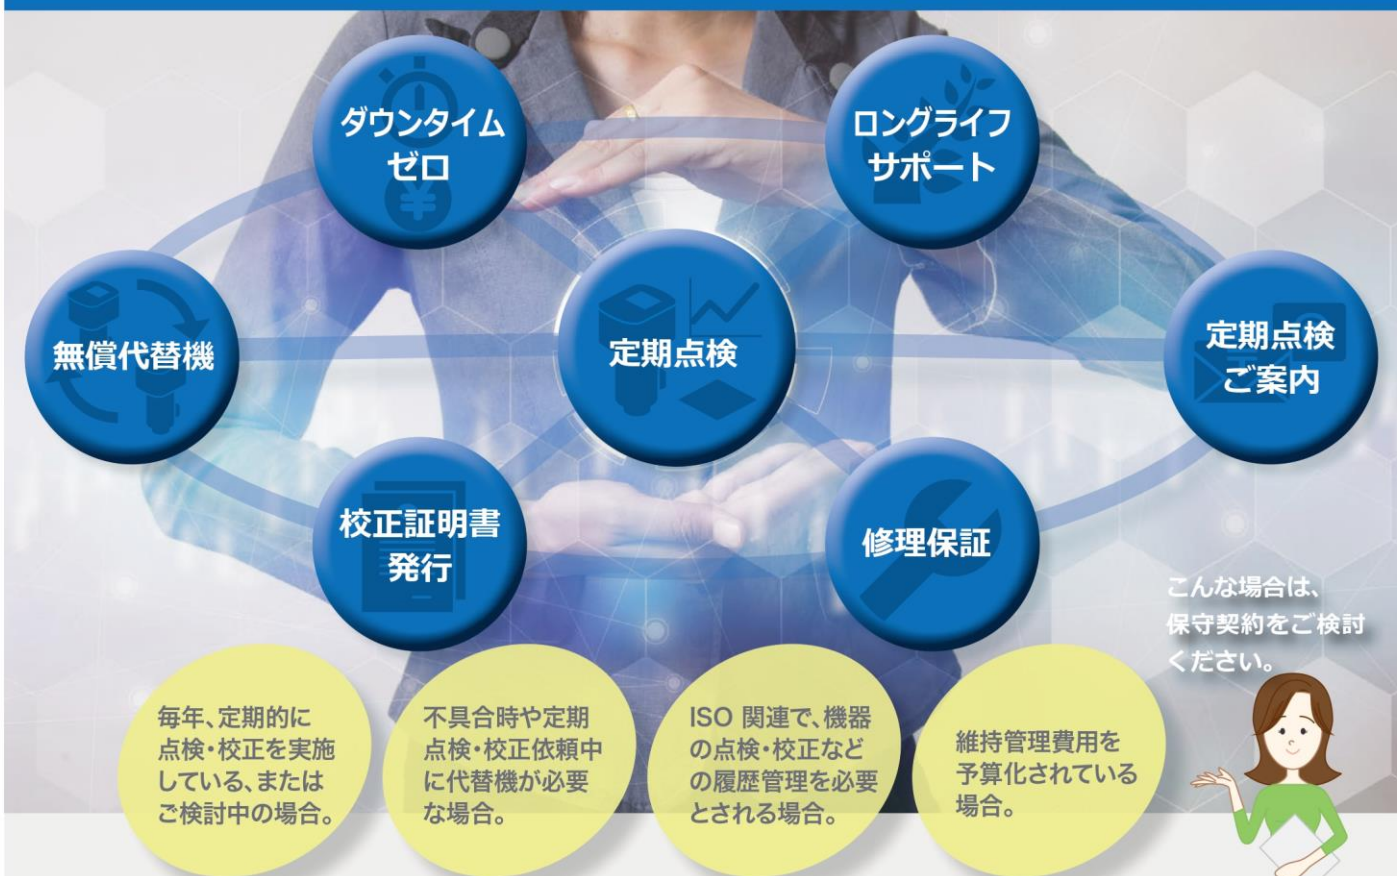 ダウンタイム
ゼロ
ロングライフ
サポート
無償代替機
定期点検
定期点検
ご案内
校正証明書
発行
修理保証
こんな場合は、
保守契約をご検討
ください。
毎年、定期的に
点検・校正を実施
している、または
ご検討中の場合。
不具合時や定期
点検・校正依頼中
に代替機が必要
な場合。
ISO 関連で、機器
の点検・校正など
の履歴管理を必要
とされる場合。
維持管理費用を
予算化されている
場合。